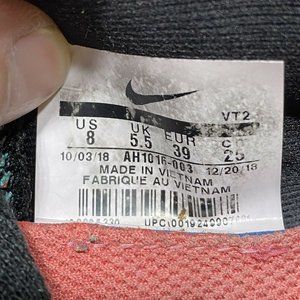 VT2
US UK EUR
8 5.5 39 25
10/03/18 AH1016-003 12/20/18
MADE IN VIETNAM
FABRIQUE AU VIETNAM